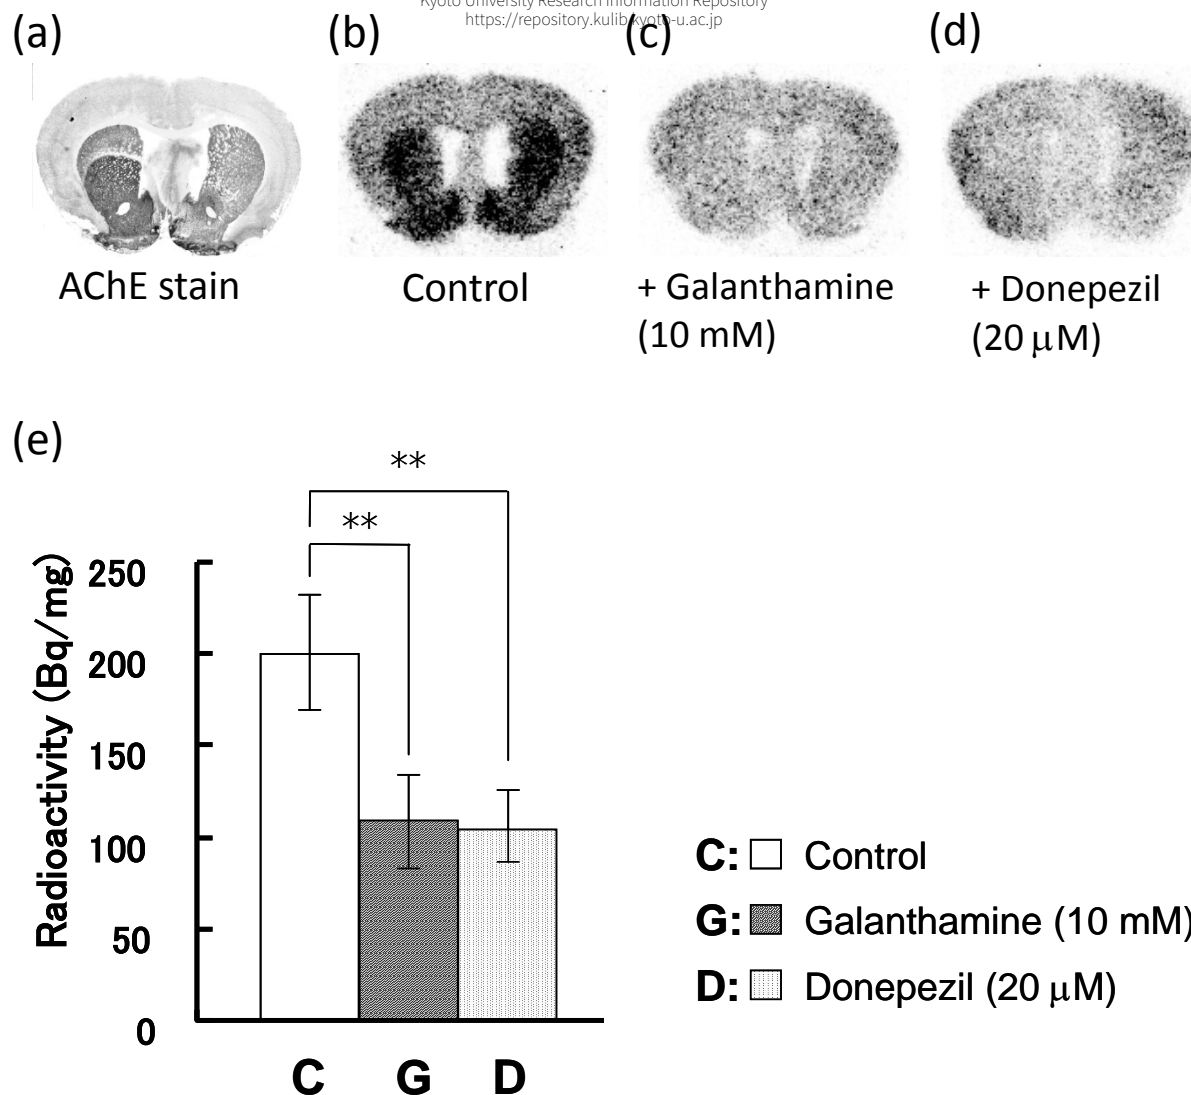 Kyoto University Research Information Repository
https://repository.kulib.kyoto-u.ac.jp
(a)
(b)
(c)
(d)
AChE stain
Control
+ Galanthamine
(10 mM)
+ Donepezil
(20 μM)
(e)
**
**
Radioactivity (Bq/mg)
250
200
150
100
50
0
C
G
D
C: Control
G: Galanthamine (10 mM)
D: Donepezil (20 μM)